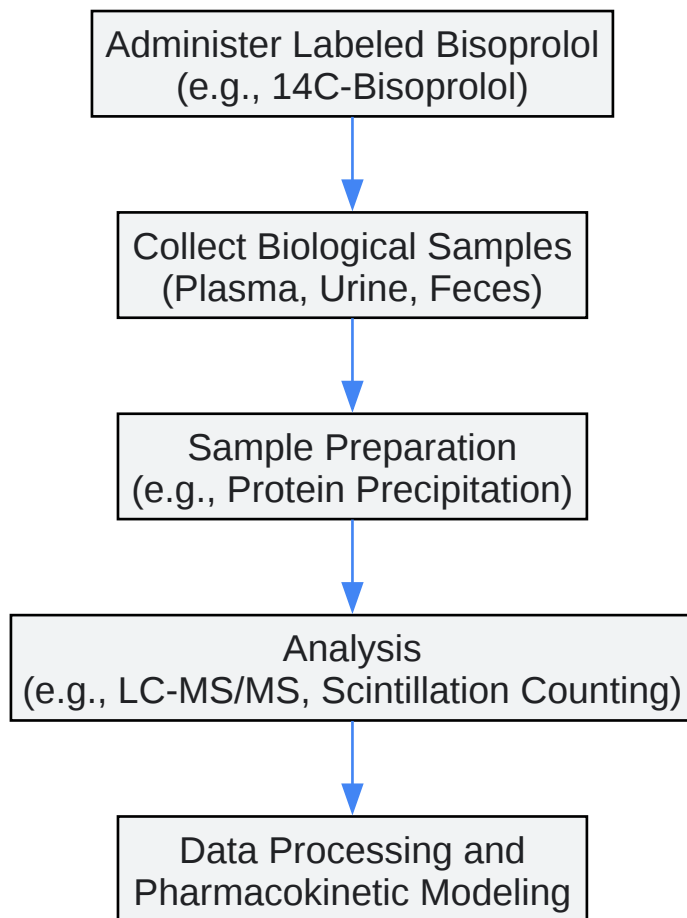 Administer Labeled Bisoprolol
(e.g., 14C-Bisoprolol)
Collect Biological Samples
(Plasma, Urine, Feces)
Sample Preparation
(e.g., Protein Precipitation)
Analysis
(e.g., LC-MS/MS, Scintillation Counting)
Data Processing and
Pharmacokinetic Modeling